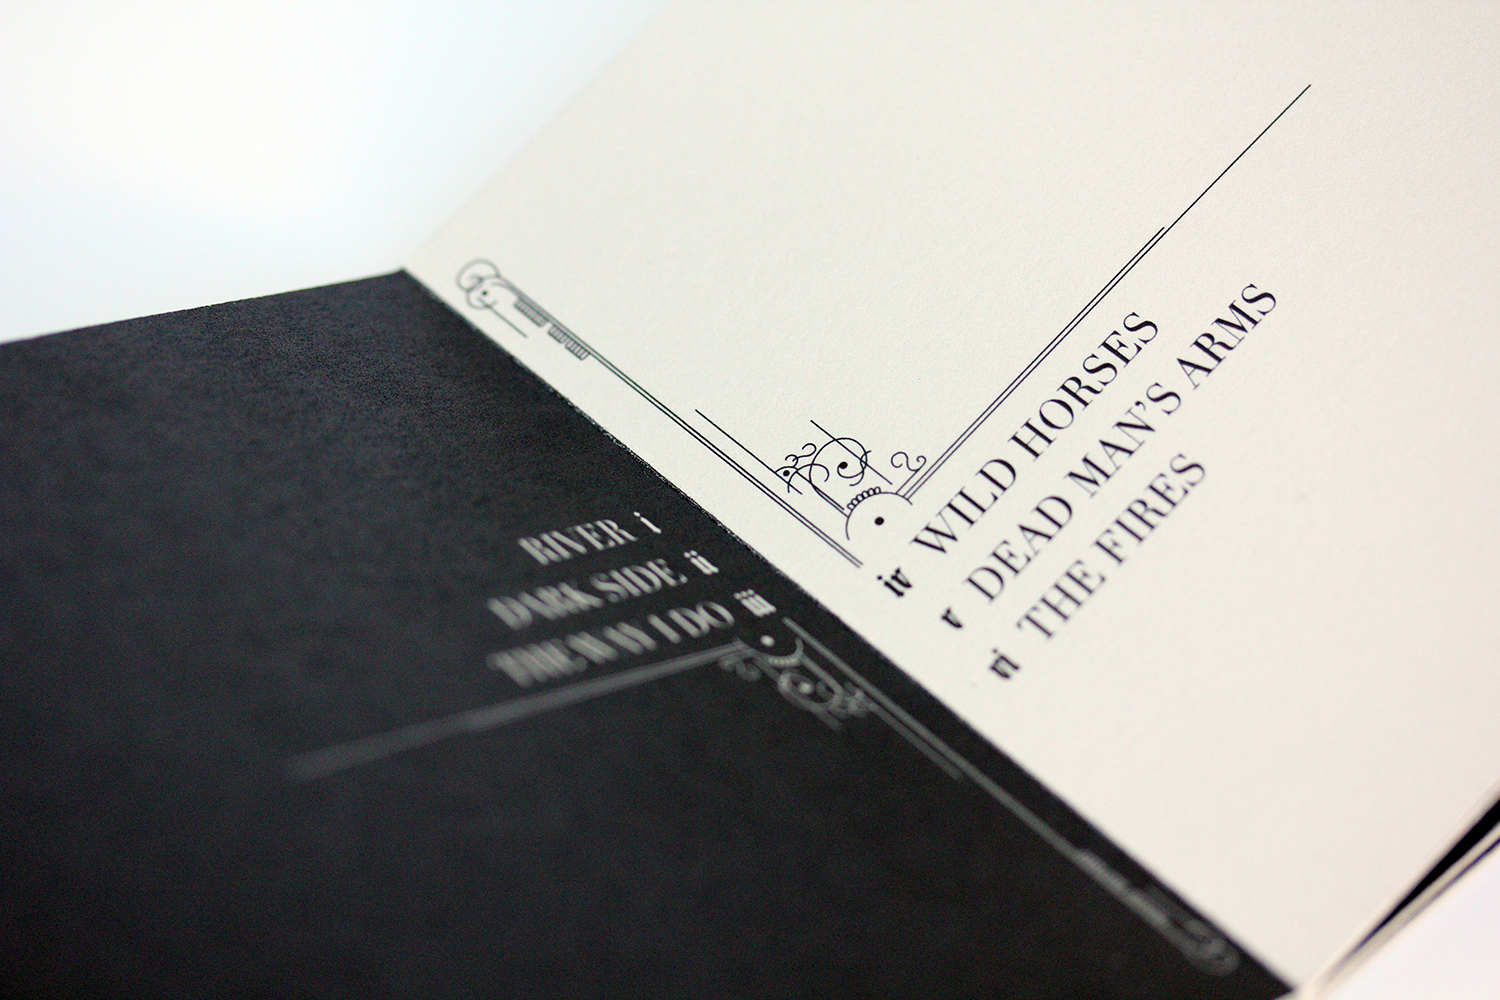 RIVER i
DARK SIDE ii
THE WAY I DO iii
iv WILD HORSES
v DEAD MAN'S ARMS
vi THE FIRES